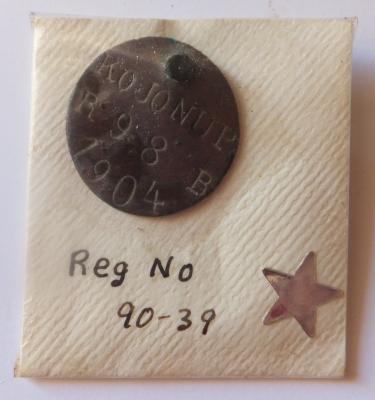 KOJONUP
R 98 B
1904
Reg No
90-39